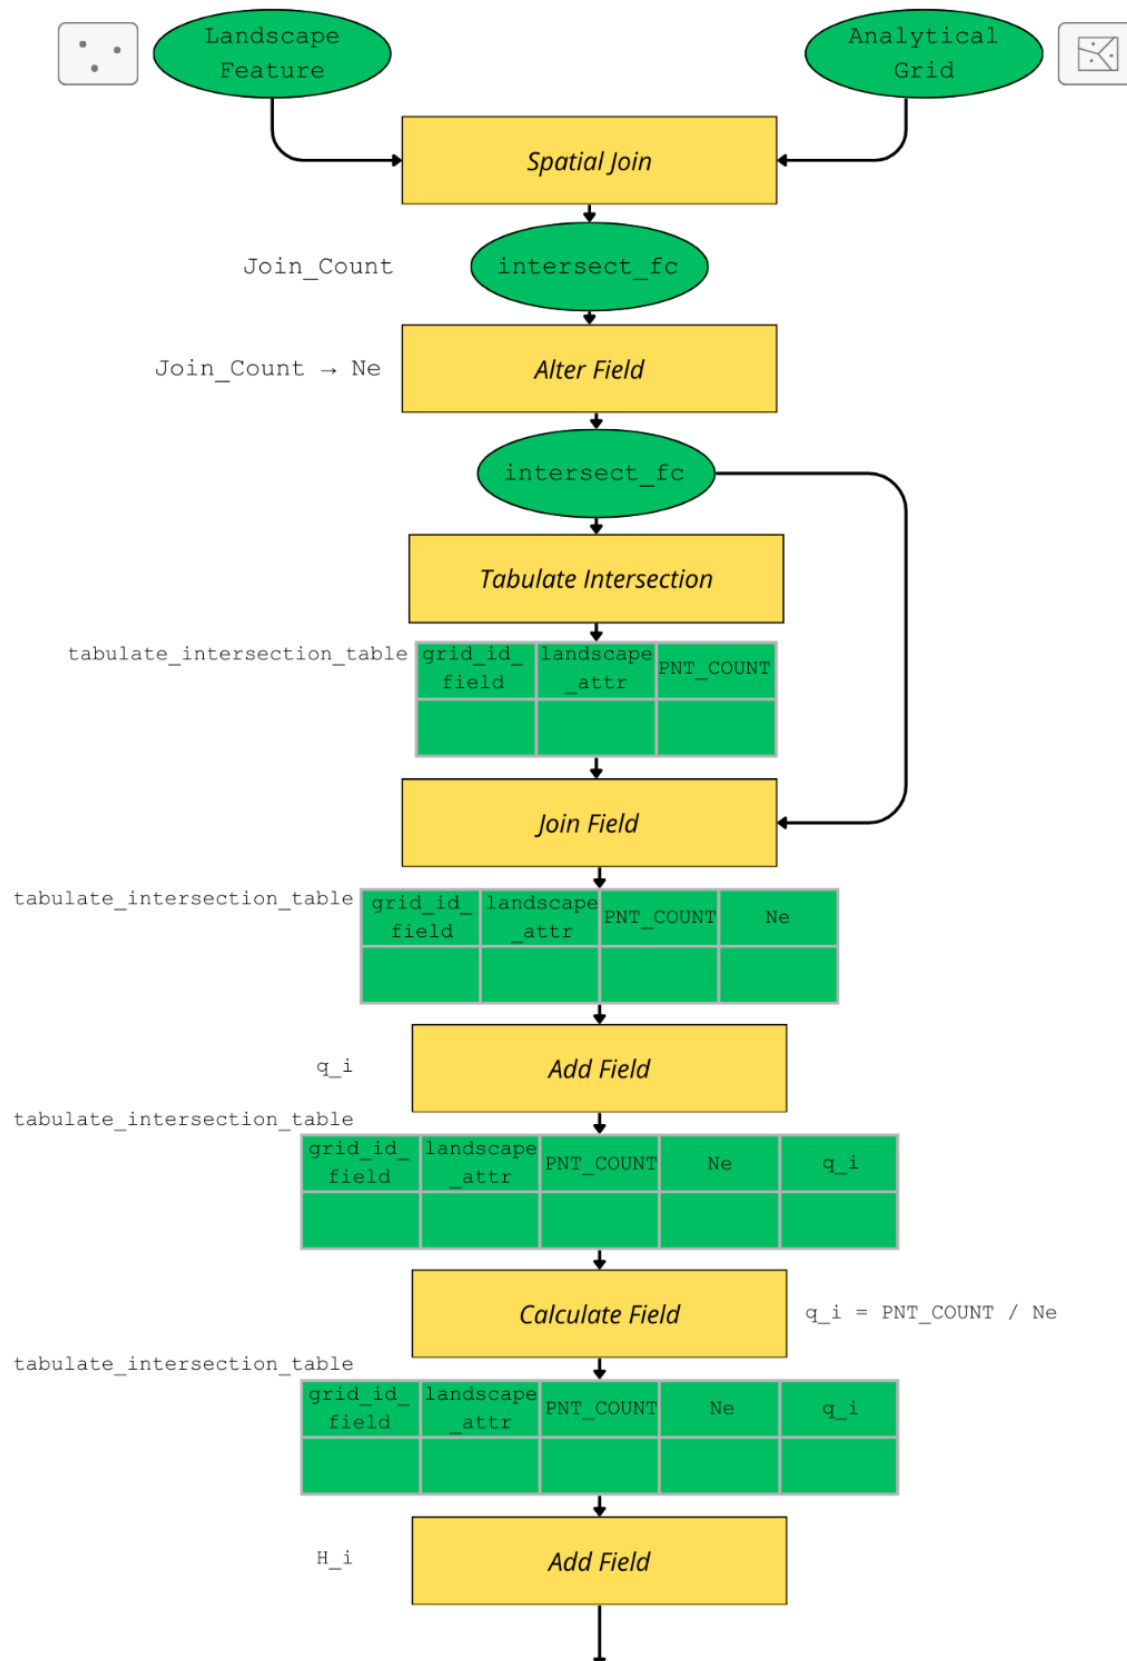 Landscape
Feature
Analytical
Grid
Spatial Join
Join_Count
intersect_fc
Join_Count → Ne
Alter Field
intersect_fc
Tabulate Intersection
tabulate_intersection_table
grid_id_
field
landscape
_attr
PNT_COUNT
Join Field
tabulate_intersection_table
grid_id_
field
landscape
_attr
PNT_COUNT
Ne
q_i
Add Field
tabulate_intersection_table
grid_id_
field
landscape
_attr
PNT_COUNT
Ne
q_i
Calculate Field
q_i = PNT_COUNT / Ne
tabulate_intersection_table
grid_id_
field
landscape
_attr
PNT_COUNT
Ne
q_i
H_i
Add Field